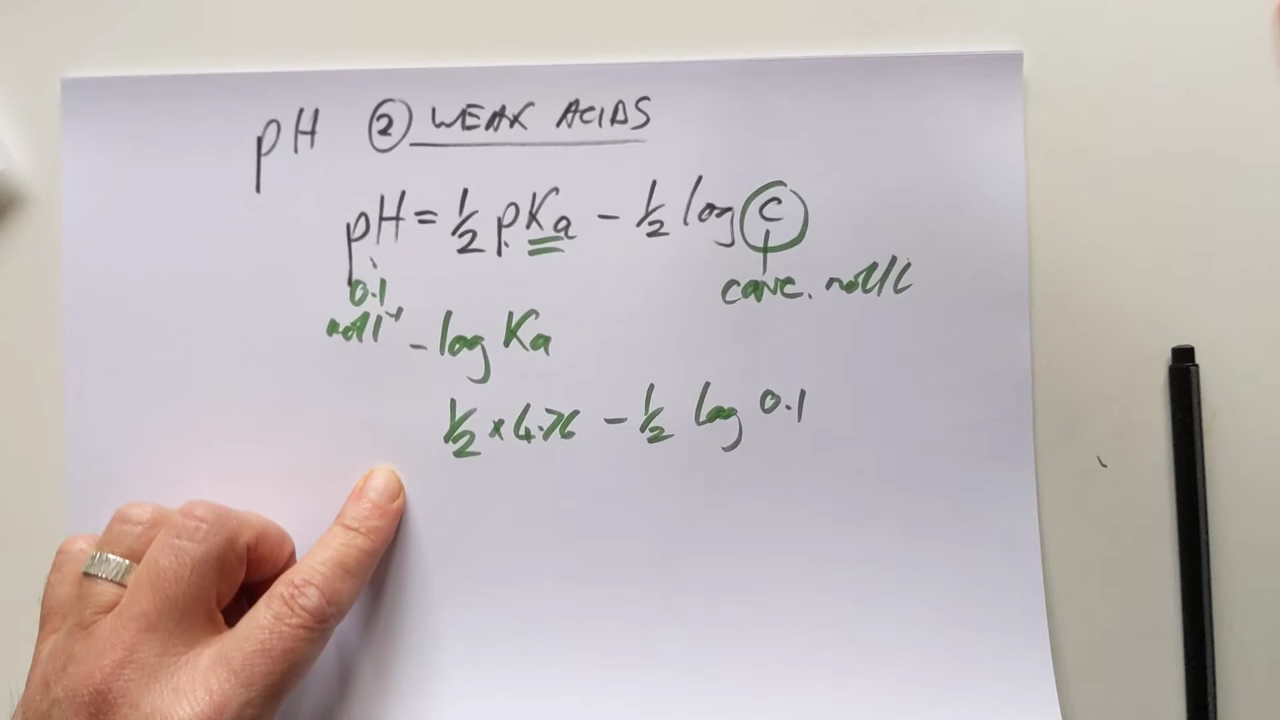 pH ② WEAK ACIDS
pH = ½ pKa - ½ log c
0.1
mol l⁻¹
conc. mol/l
- log Ka
½ × 4.76 - ½ log 0.1